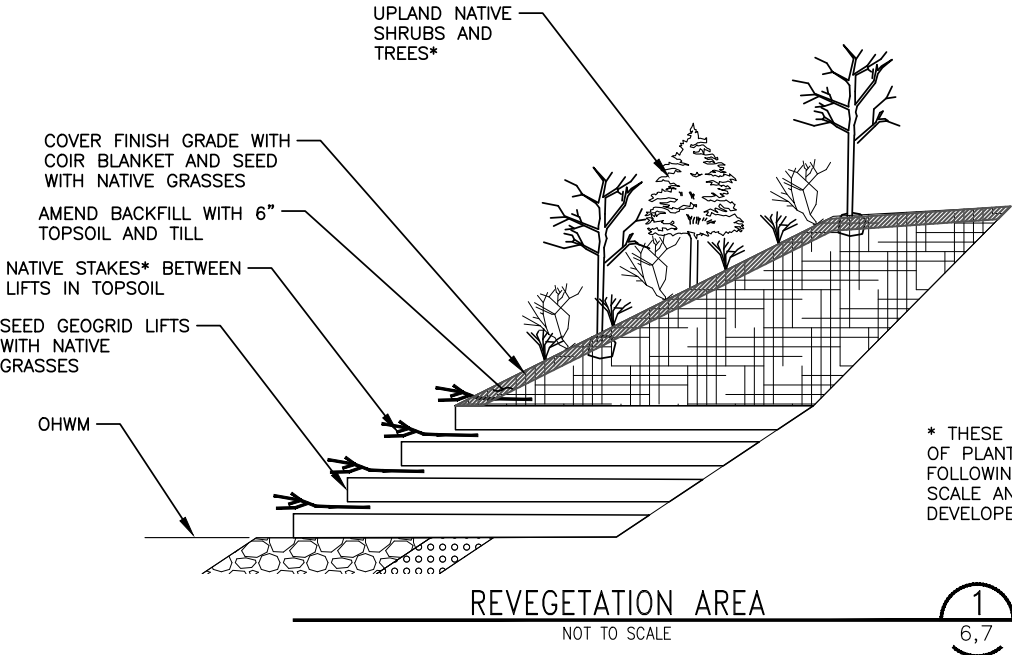 UPLAND NATIVE
SHRUBS AND
TREES*
COVER FINISH GRADE WITH
COIR BLANKET AND SEED
WITH NATIVE GRASSES
AMEND BACKFILL WITH 6"
TOPSOIL AND TILL
NATIVE STAKES* BETWEEN
LIFTS IN TOPSOIL
SEED GEOGRID LIFTS
WITH NATIVE
GRASSES
OHWM
* THESE
OF PLANT
FOLLOWIN
SCALE AN
DEVELOPE
REVEGETATION AREA
NOT TO SCALE
1
6,7